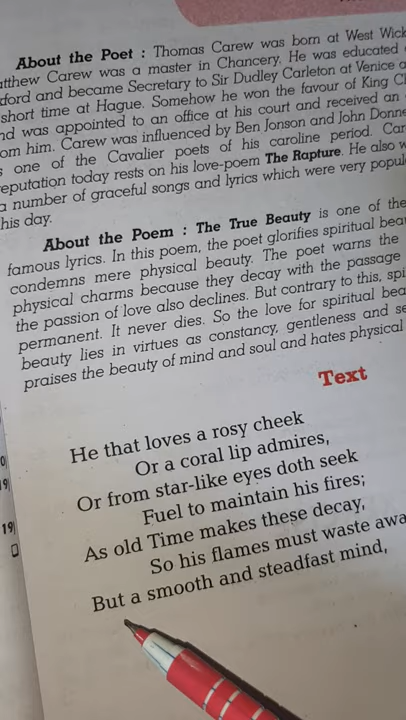 About the Poet : Thomas Carew was born at West Wick
atthew Carew was a master in Chancery. He was educated
xford and became Secretary to Sir Dudley Carleton at Venice a
short time at Hague. Somehow he won the favour of King Ch
nd was appointed to an office at his court and received an
om him. Carew was influenced by Ben Jonson and John Donne
s one of the Cavalier poets of his caroline period. Car
reputation today rests on his love-poem The Rapture. He also w
a number of graceful songs and lyrics which were very popul
his day.
About the Poem : The True Beauty is one of the
famous lyrics. In this poem, the poet glorifies spiritual beau
condemns mere physical beauty. The poet warns the
physical charms because they decay with the passage
the passion of love also declines. But contrary to this, spi
permanent. It never dies. So the love for spiritual bea
beauty lies in virtues as constancy, gentleness and se
praises the beauty of mind and soul and hates physical
Text
He that loves a rosy cheek
Or a coral lip admires,
Or from star-like eyes doth seek
Fuel to maintain his fires;
As old Time makes these decay,
So his flames must waste awa
But a smooth and steadfast mind,
19
19